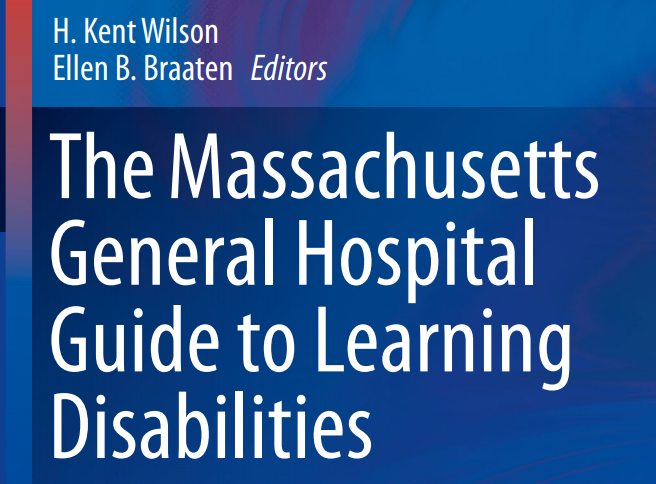 H. Kent Wilson
Ellen B. Braaten Editors
The Massachusetts
General Hospital
Guide to Learning
Disabilities